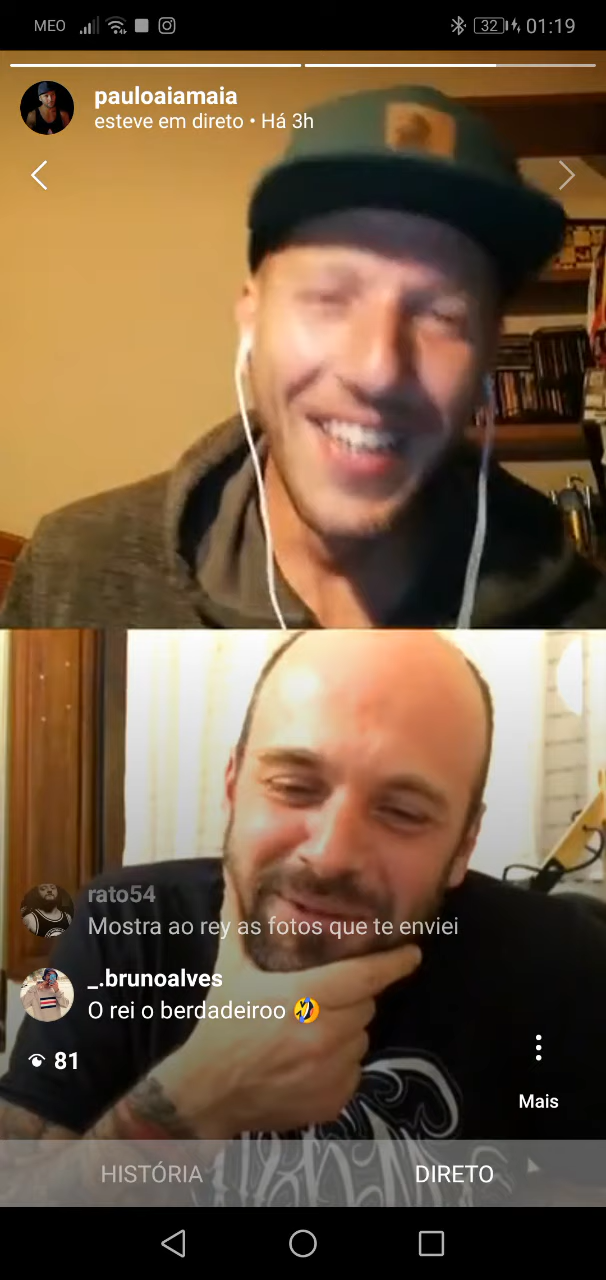 MEO
32
01:19
pauloaiamaia
esteve em direto • Há 3h
rato54
Mostra ao rey as fotos que te enviei
_.brunoalves
O rei o berdadeiroo 🤣
81
Mais
HISTÓRIA
DIRETO